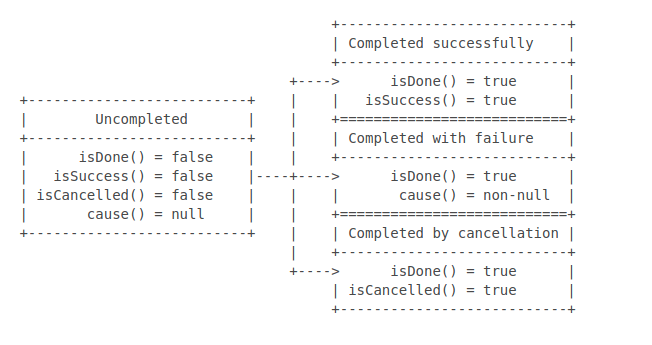 +---------------------------+
                                      | Completed successfully    |
                                      +---------------------------+
                                 +---->      isDone() = true      |
 +--------------------------+    |    |   isSuccess() = true      |
 |        Uncompleted       |    |    +===========================+
 +--------------------------+    |    | Completed with failure    |
 |      isDone() = false    |    |    +---------------------------+
 |   isSuccess() = false    |----+---->      isDone() = true      |
 | isCancelled() = false    |    |    |       cause() = non-null  |
 |       cause() = null     |    |    +===========================+
 +--------------------------+    |    | Completed by cancellation |
                                 |    +---------------------------+
                                 +---->      isDone() = true      |
                                      | isCancelled() = true      |
                                      +---------------------------+